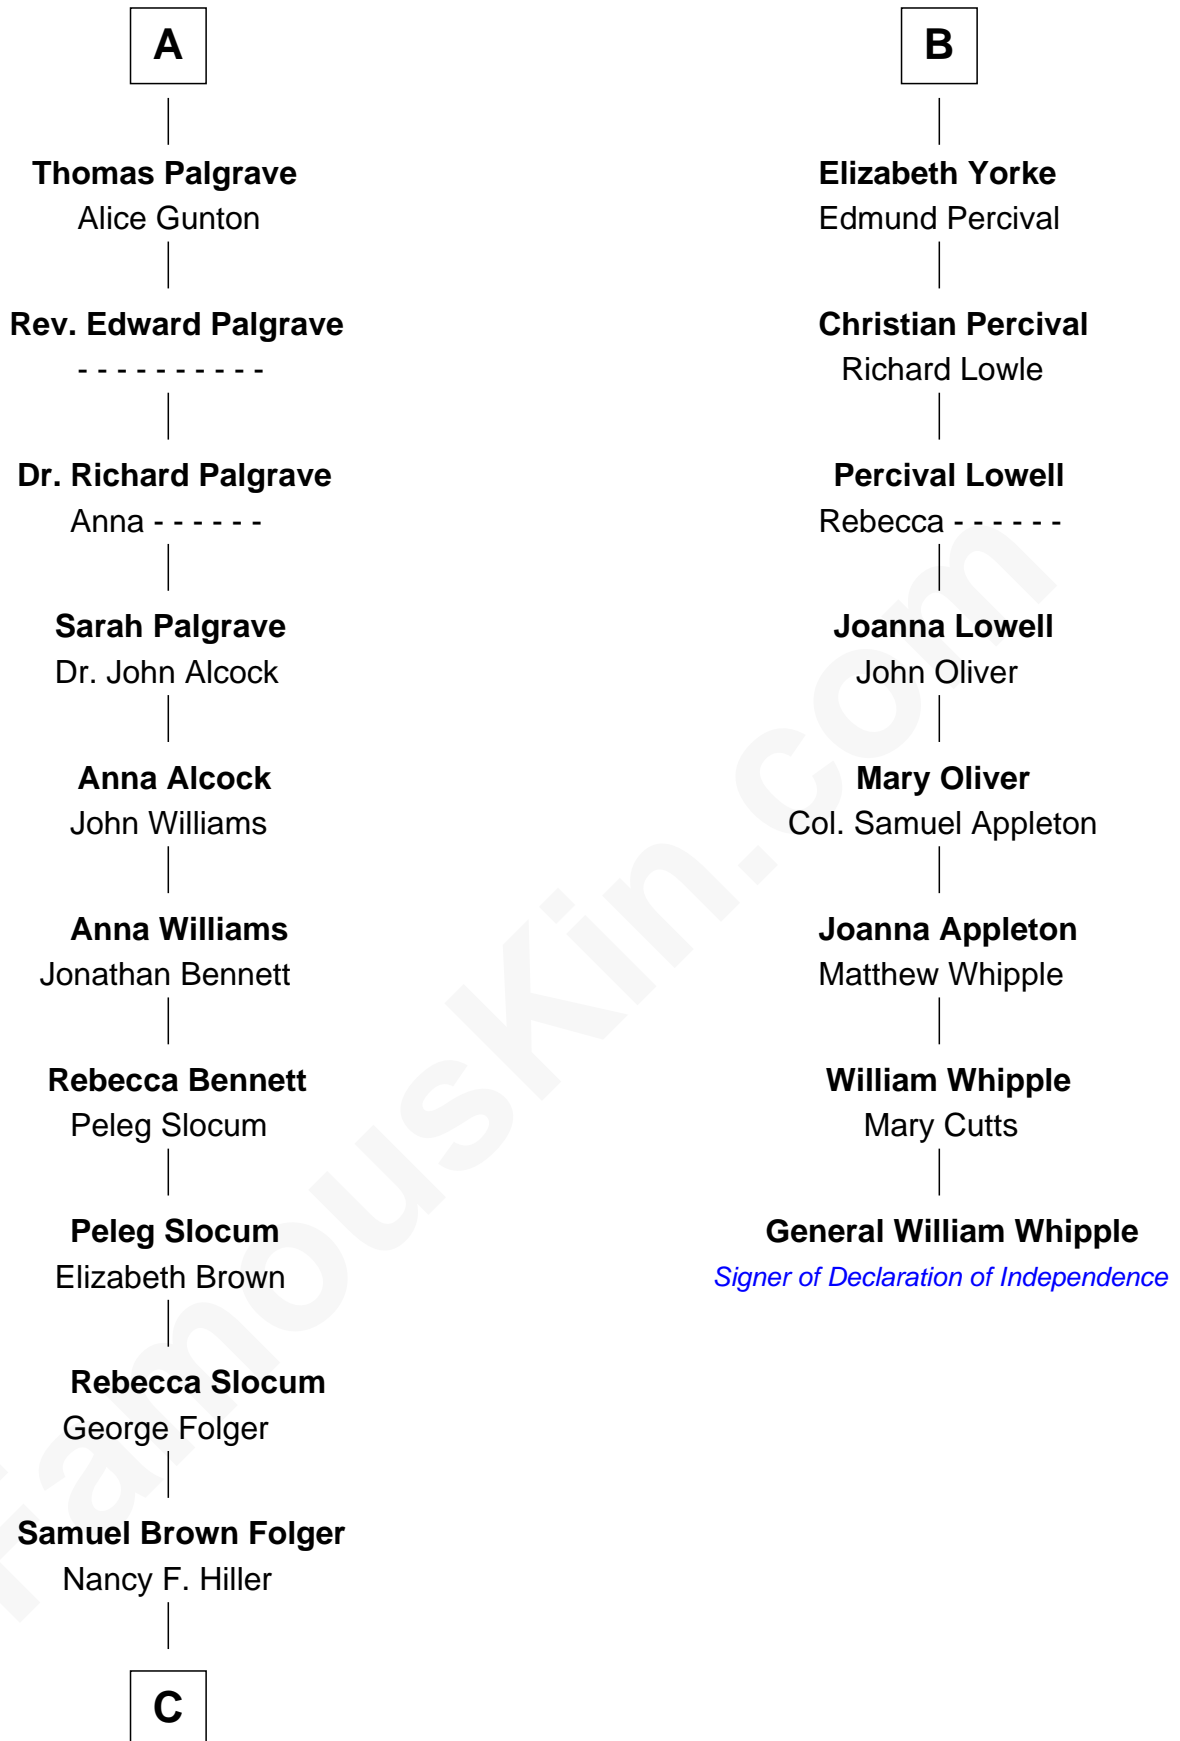 A
Thomas Palgrave
Alice Gunton
Rev. Edward Palgrave
- - - - - - - - - -
Dr. Richard Palgrave
Anna - - - - - -
Sarah Palgrave
Dr. John Alcock
Anna Alcock
John Williams
Anna Williams
Jonathan Bennett
Rebecca Bennett
Peleg Slocum
Peleg Slocum
Elizabeth Brown
Rebecca Slocum
George Folger
Samuel Brown Folger
Nancy F. Hiller
C
B
Elizabeth Yorke
Edmund Percival
Christian Percival
Richard Lowle
Percival Lowell
Rebecca - - - - - -
Joanna Lowell
John Oliver
Mary Oliver
Col. Samuel Appleton
Joanna Appleton
Matthew Whipple
William Whipple
Mary Cutts
General William Whipple
Signer of Declaration of Independence
FamousKin.com